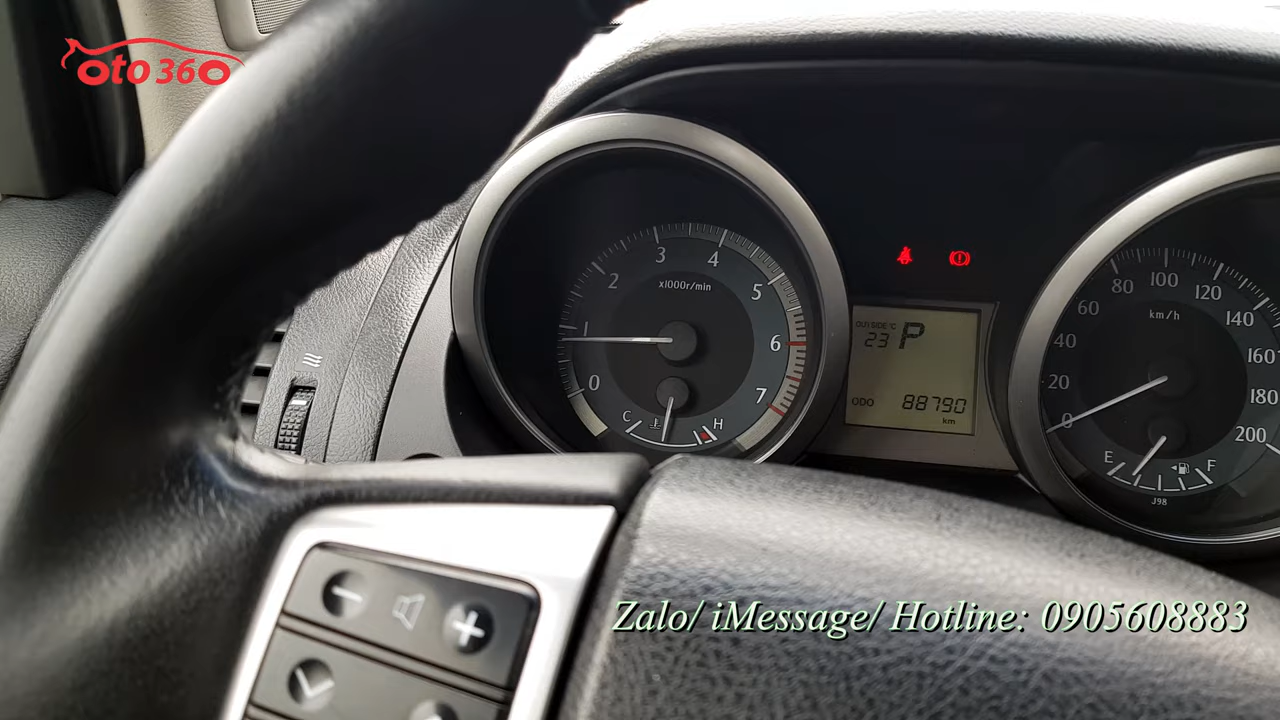 oto360
3 4
2 5
x1000r/min
1 6
0 7
C H
OUTSIDE °C
23 P
ODO 88790
km
80 100 120
60 140
km/h
40 160
20 180
0 200
E F
J98
Zalo/ iMessage/ Hotline: 0905608883